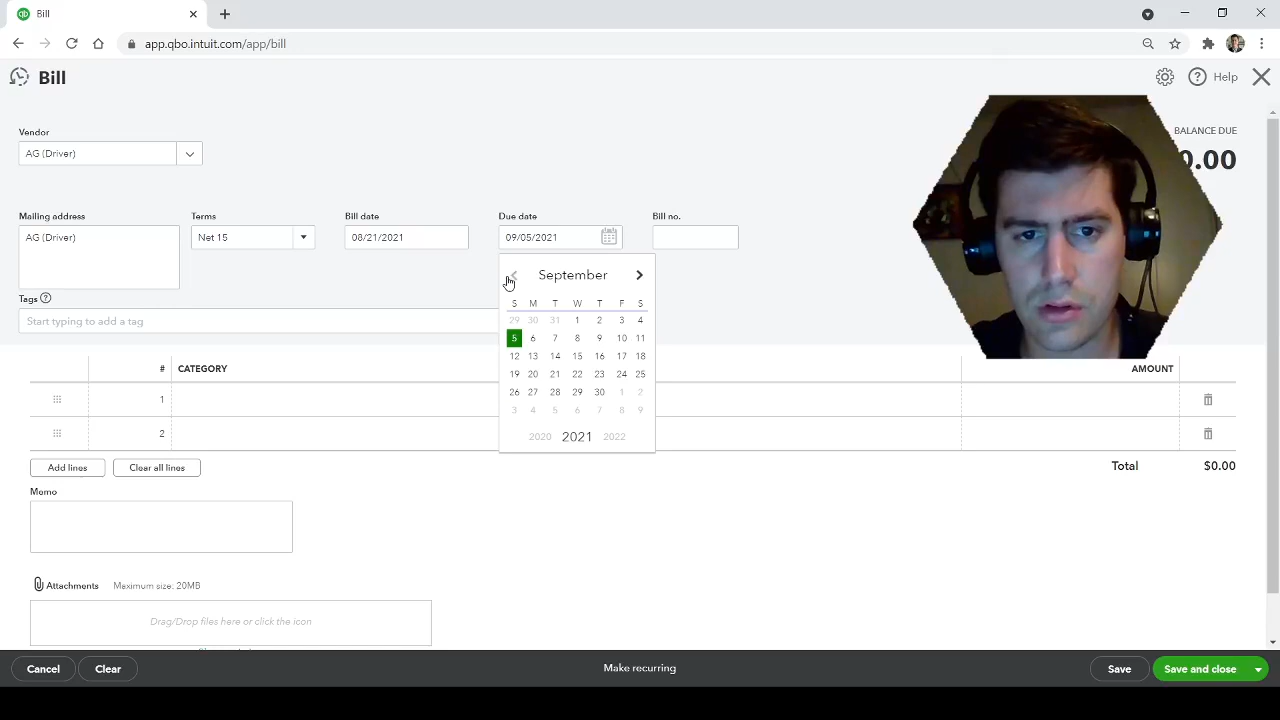 Bill
app.qbo.intuit.com/app/bill
Bill
Help
Vendor
AG (Driver)
BALANCE DUE
0.00
Mailing address
Terms
Bill date
Due date
Bill no.
AG (Driver)
Net 15
08/21/2021
09/05/2021
September
S M T W T F S
29 30 31 1 2 3 4
5 6 7 8 9 10 11
12 13 14 15 16 17 18
19 20 21 22 23 24 25
26 27 28 29 30 1 2
3 4 5 6 7 8 9
2020 2021 2022
Tags
Start typing to add a tag
# CATEGORY AMOUNT
1
2
Add lines
Clear all lines
Total $0.00
Memo
Attachments Maximum size: 20MB
Drag/Drop files here or click the icon
Cancel
Clear
Make recurring
Save
Save and close